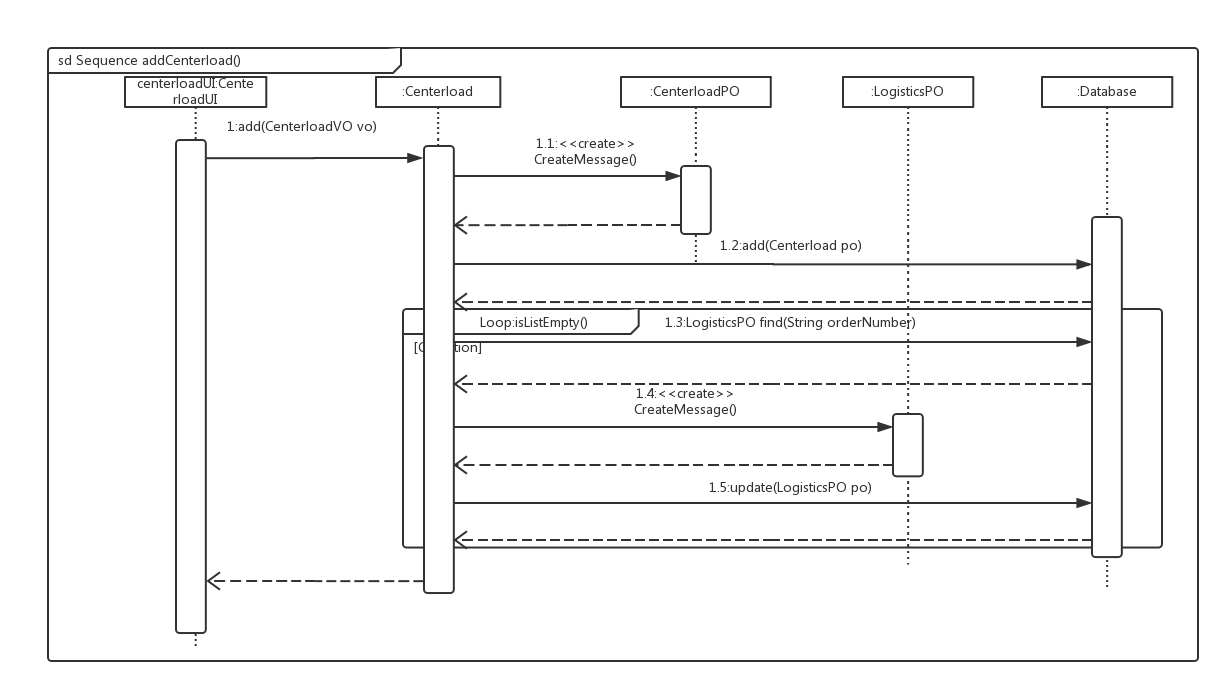 sd Sequence addCenterload()
centerloadUI:Cente
rloadUI
:Centerload
:CenterloadPO
:LogisticsPO
:Database
1:add(CenterloadVO vo)
1.1:<<create>>
CreateMessage()
1.2:add(Centerload po)
Loop:isListEmpty()
1.3:LogisticsPO find(String orderNumber)
1.4:<<create>>
CreateMessage()
1.5:update(LogisticsPO po)